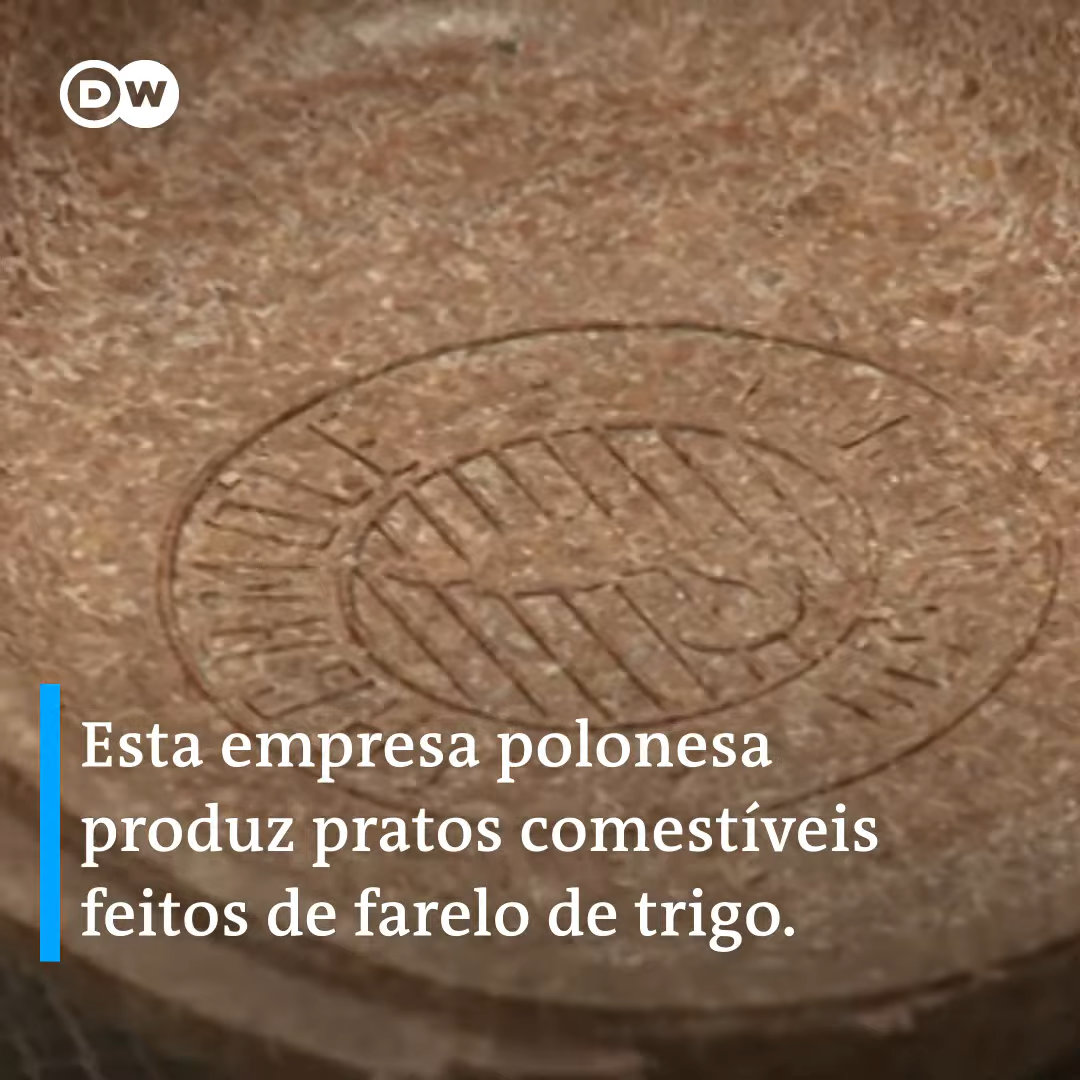 DW
Esta empresa polonesa
produz pratos comestíveis
feitos de farelo de trigo.